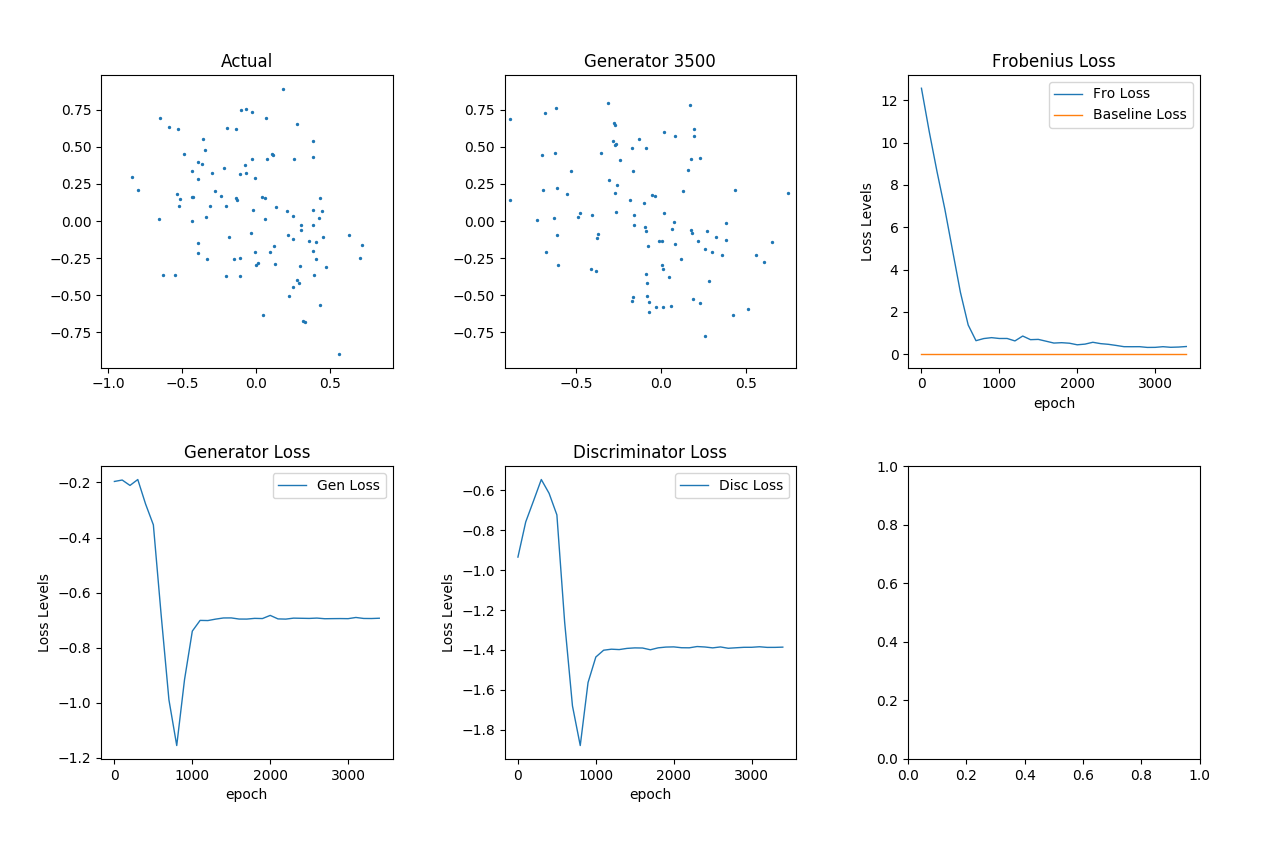 Actual
0.75
0.50
0.25
0.00
−0.25
−0.50
−0.75
−1.0 −0.5 0.0 0.5
Generator 3500
0.75
0.50
0.25
0.00
−0.25
−0.50
−0.75
−0.5 0.0 0.5
Frobenius Loss
Fro Loss
Baseline Loss
Loss Levels
12
10
8
6
4
2
0
0 1000 2000 3000
epoch
Generator Loss
Gen Loss
Loss Levels
−0.2
−0.4
−0.6
−0.8
−1.0
−1.2
0 1000 2000 3000
epoch
Discriminator Loss
Disc Loss
Loss Levels
−0.6
−0.8
−1.0
−1.2
−1.4
−1.6
−1.8
0 1000 2000 3000
epoch
1.0
0.8
0.6
0.4
0.2
0.0
0.0 0.2 0.4 0.6 0.8 1.0